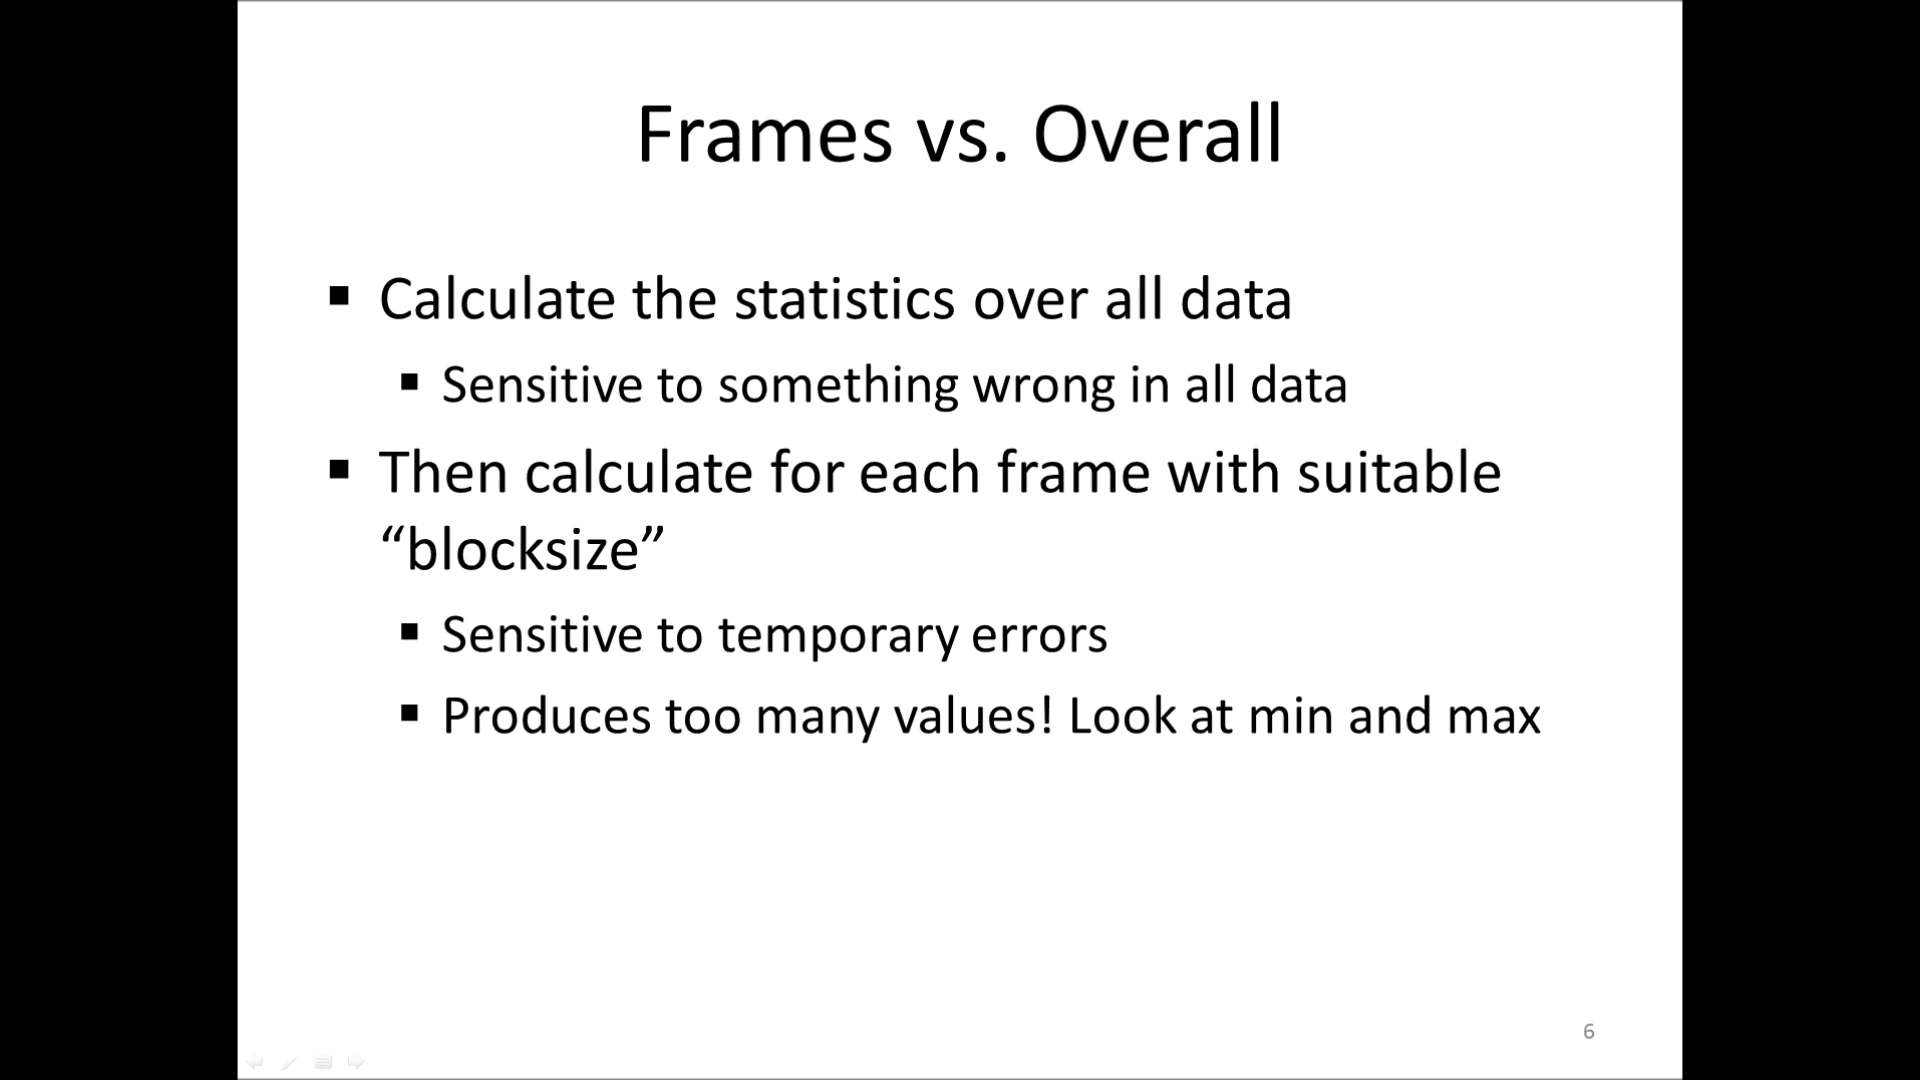 Frames vs. Overall
▪ Calculate the statistics over all data
▪ Sensitive to something wrong in all data
▪ Then calculate for each frame with suitable
“blocksize”
▪ Sensitive to temporary errors
▪ Produces too many values! Look at min and max
6